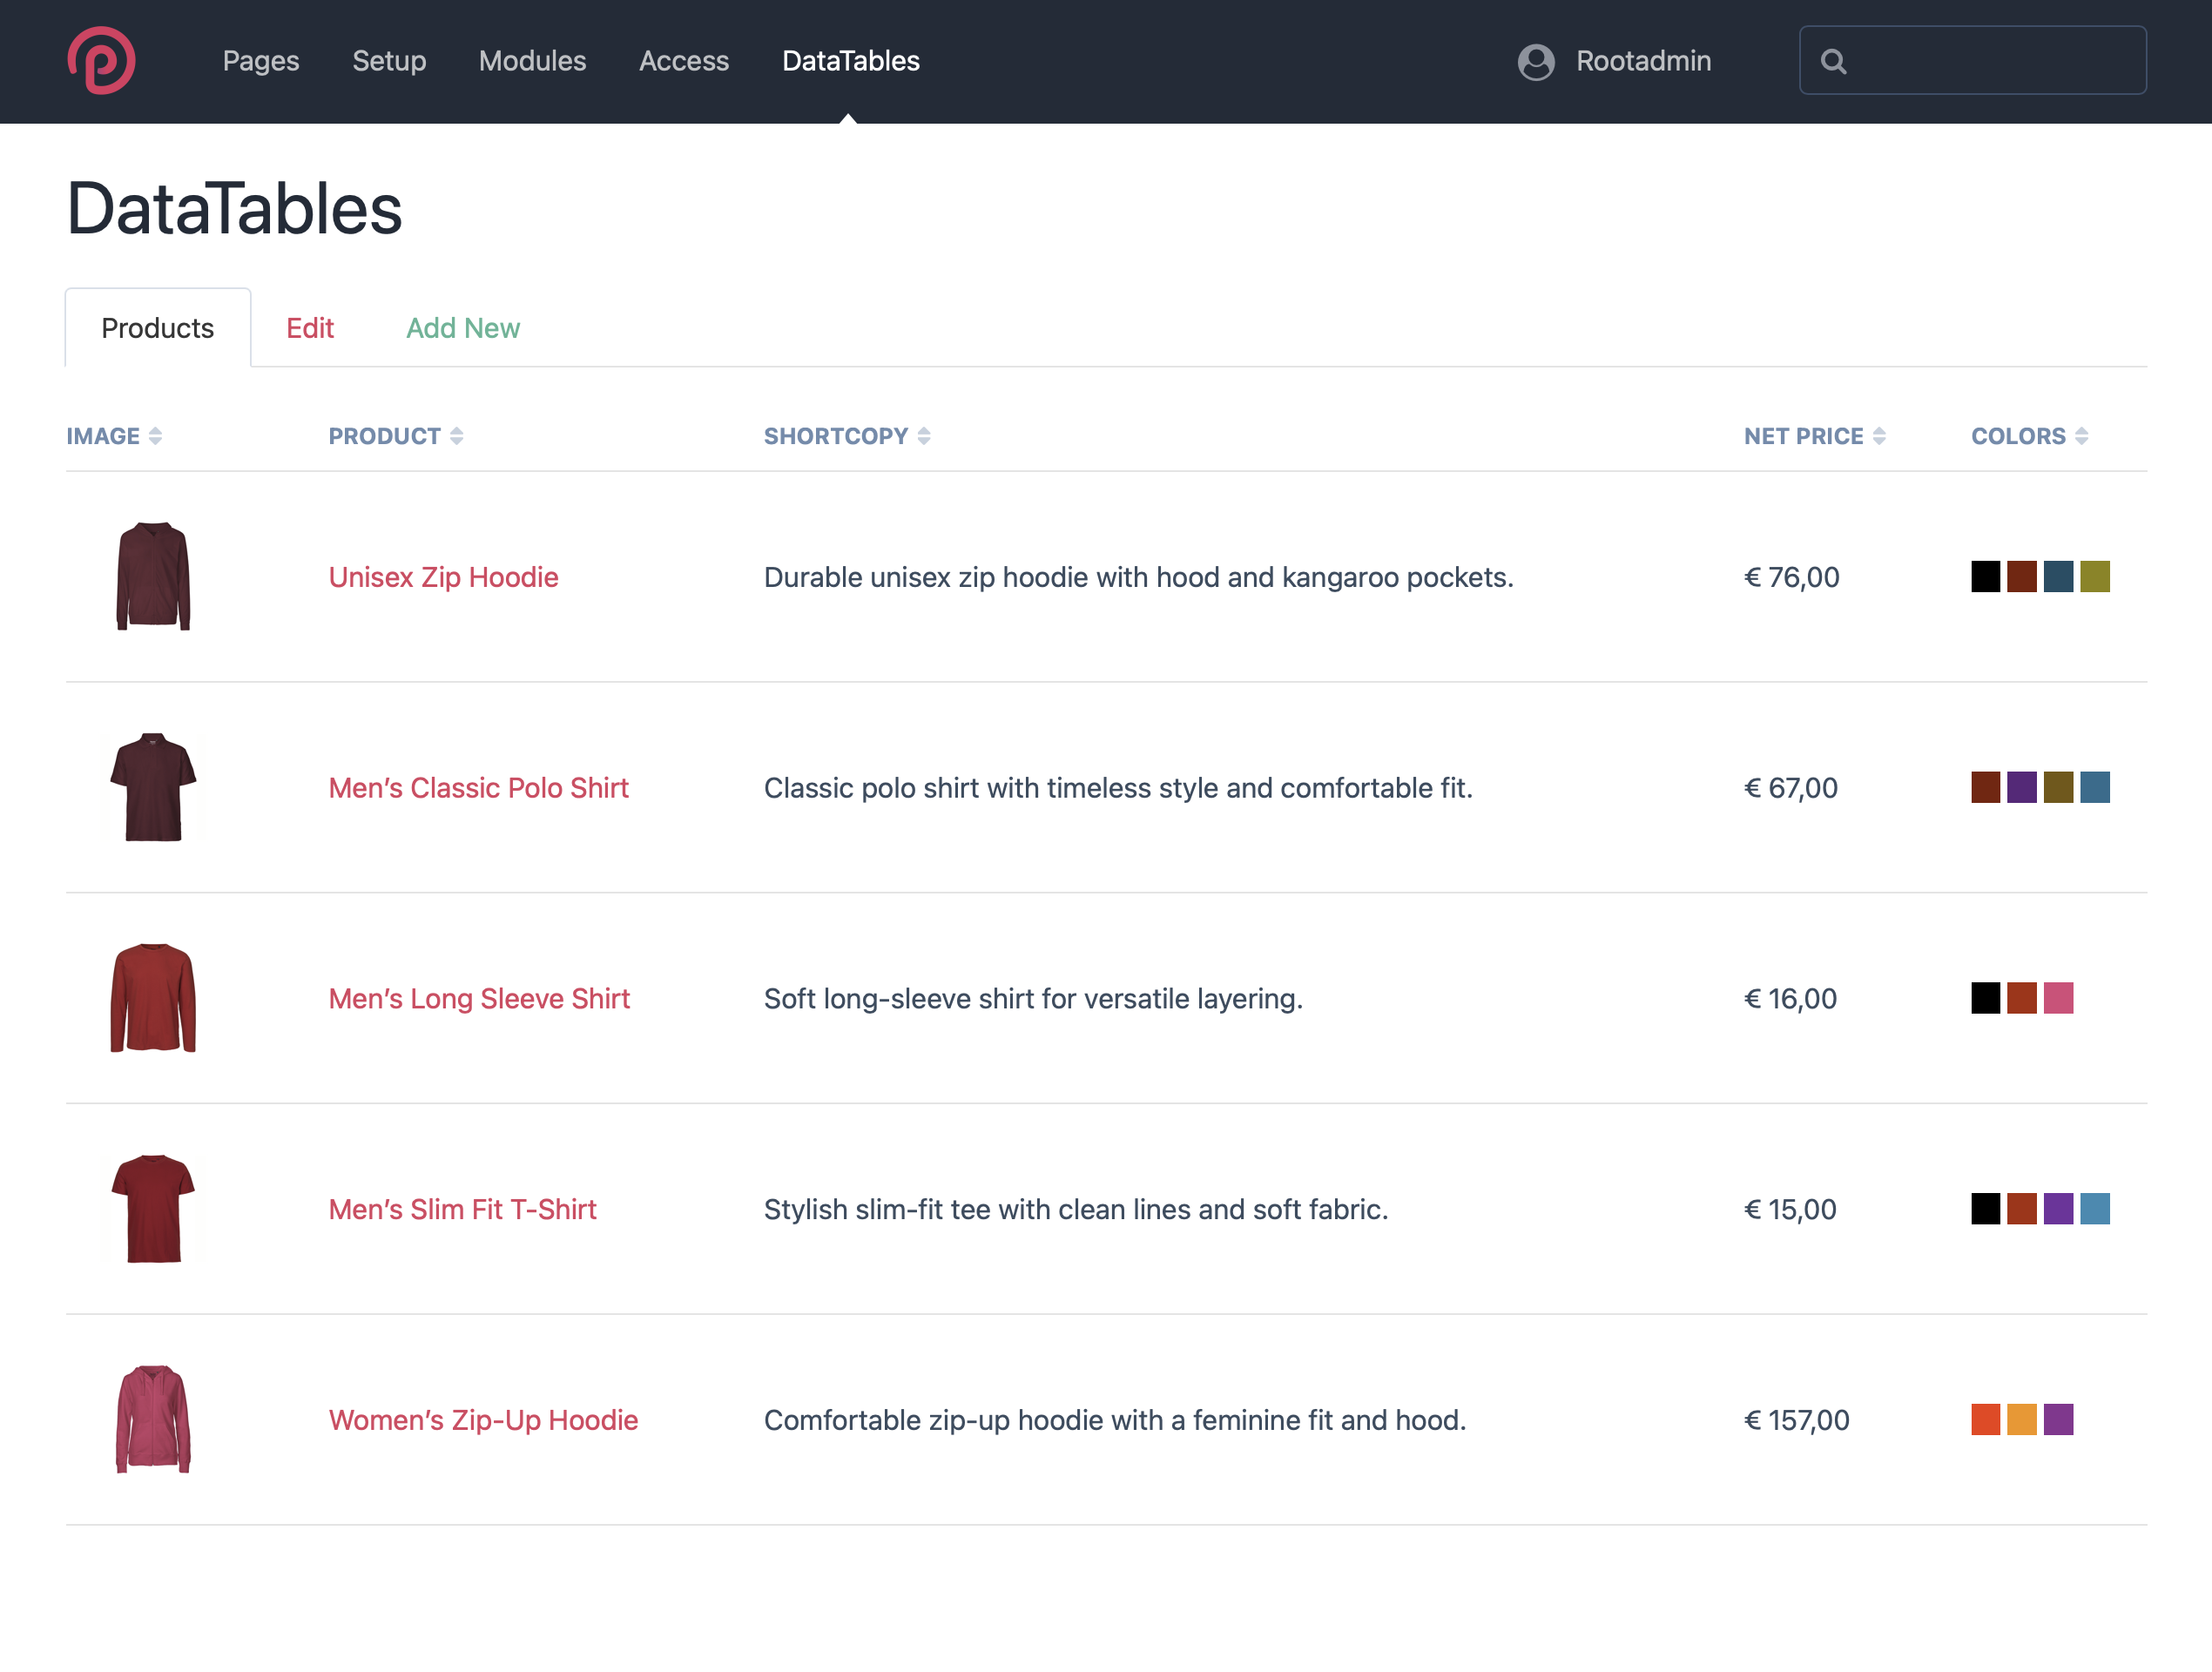 Pages Setup Modules Access DataTables Rootadmin
DataTables
Products Edit Add New
IMAGE PRODUCT SHORTCOPY NET PRICE COLORS
Unisex Zip Hoodie Durable unisex zip hoodie with hood and kangaroo pockets. € 76,00
Men’s Classic Polo Shirt Classic polo shirt with timeless style and comfortable fit. € 67,00
Men’s Long Sleeve Shirt Soft long-sleeve shirt for versatile layering. € 16,00
Men’s Slim Fit T-Shirt Stylish slim-fit tee with clean lines and soft fabric. € 15,00
Women’s Zip-Up Hoodie Comfortable zip-up hoodie with a feminine fit and hood. € 157,00